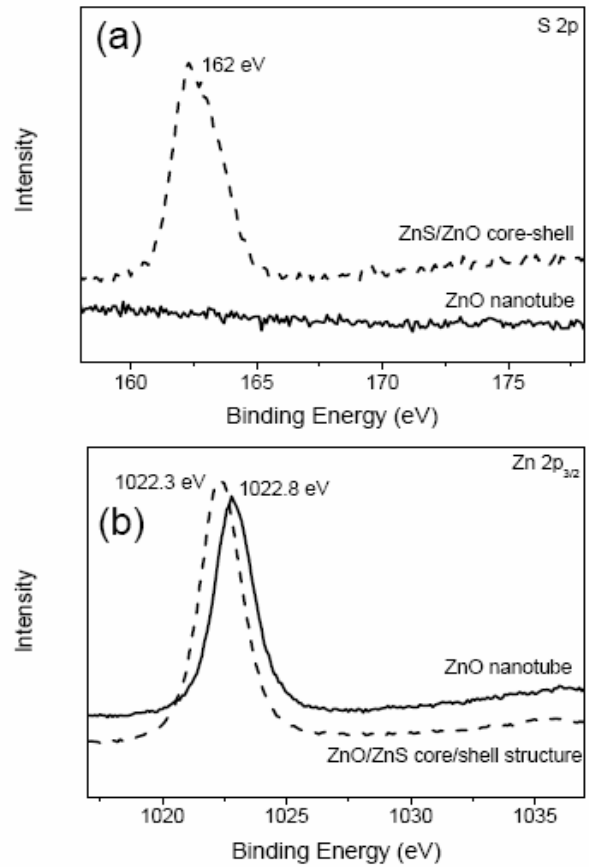 (a)
S 2p
162 eV
Intensity
ZnS/ZnO core-shell
ZnO nanotube
160 165 170 175
Binding Energy (eV)
Zn 2p3/2
1022.3 eV 1022.8 eV
(b)
Intensity
ZnO nanotube
ZnO/ZnS core/shell structure
1020 1025 1030 1035
Binding Energy (eV)